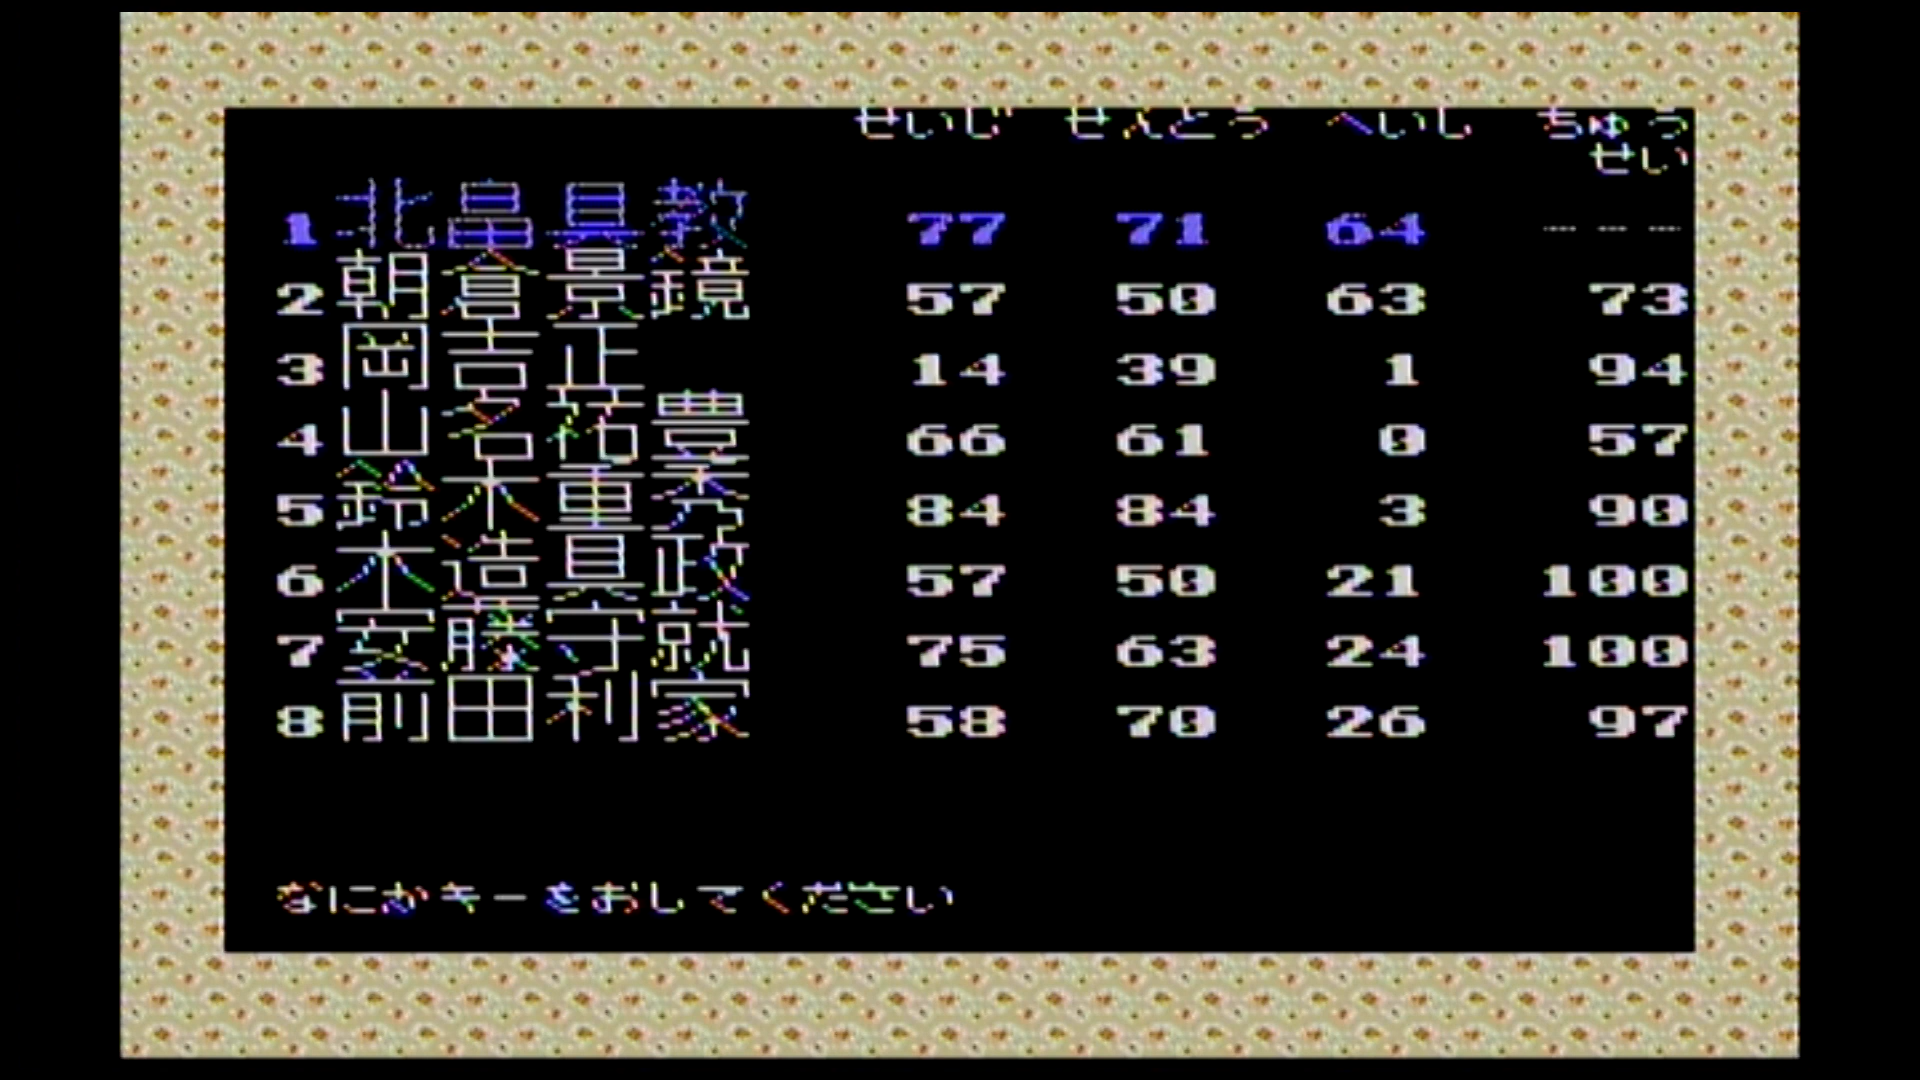 せいじ せんとう へいし ちゅう
せい
1 北畠具教 77 71 64 ---
2 朝倉景鏡 57 50 63 73
3 岡吉正 14 39 1 94
4 山名祐豊 66 61 0 57
5 鈴木重秀 84 84 3 90
6 木造具政 57 50 21 100
7 安藤守就 75 63 24 100
8 前田利家 58 70 26 97
なにかキーをおしてください